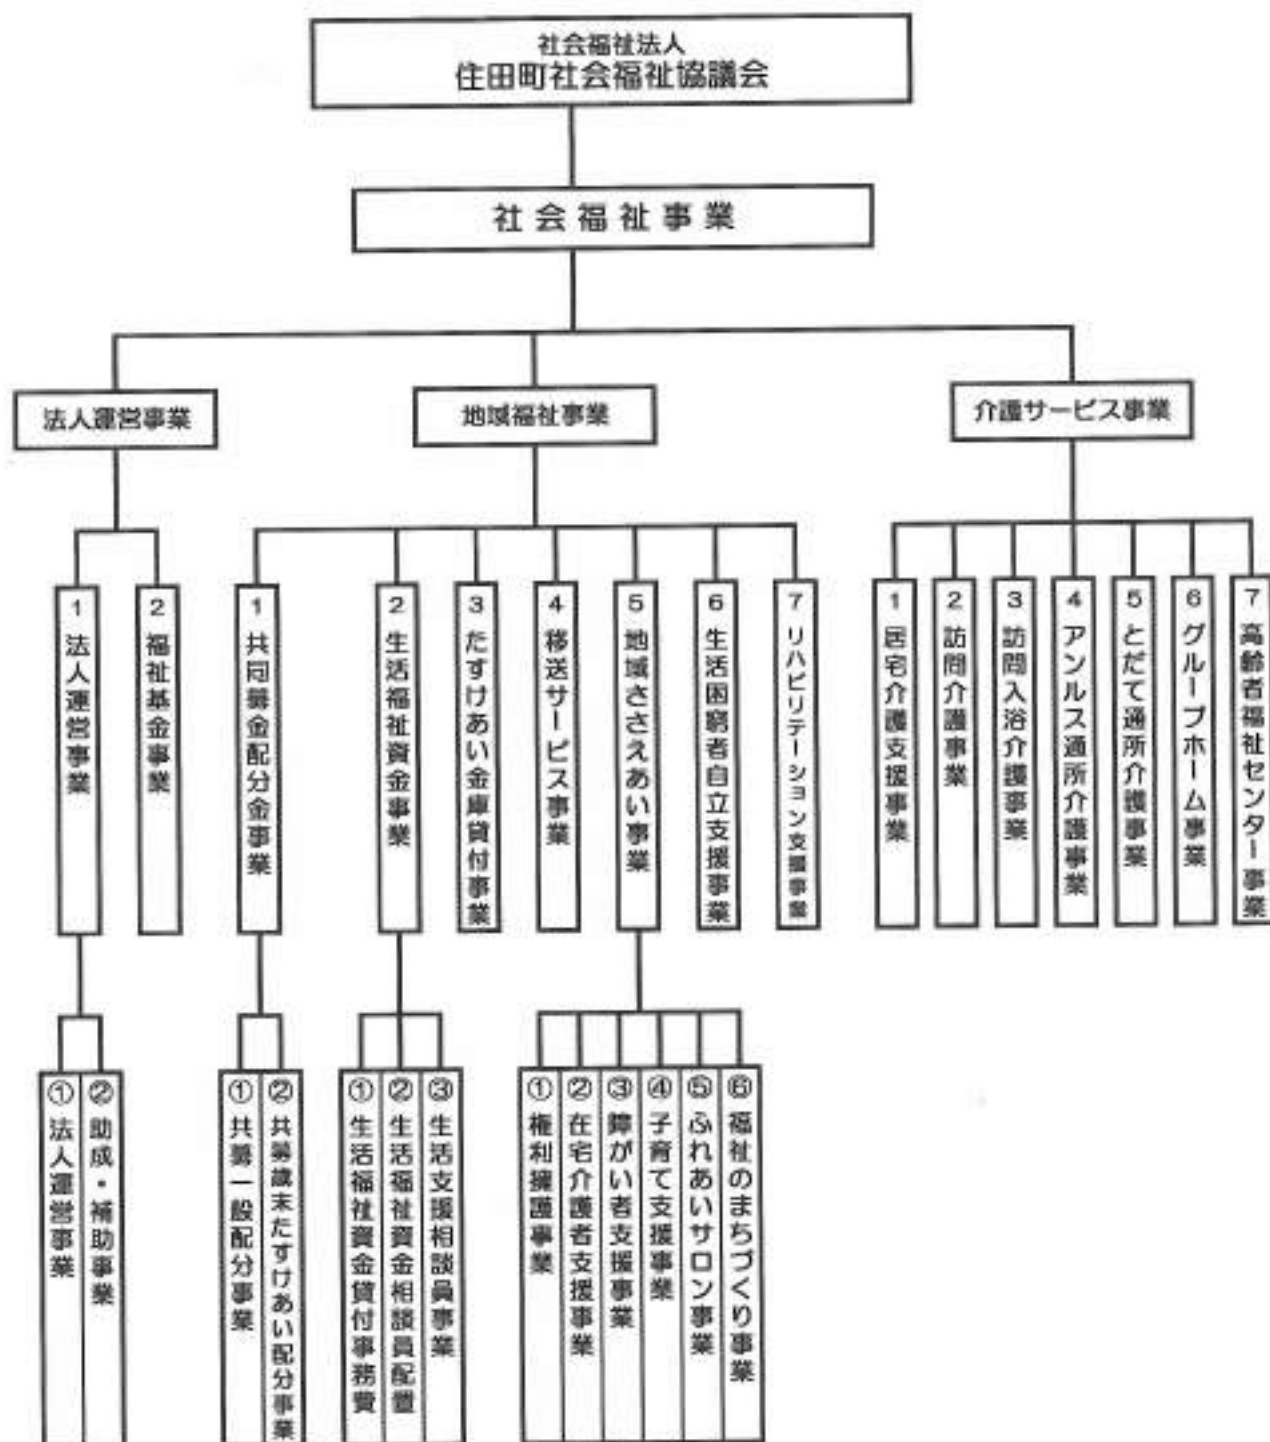 社会福祉法人
住田町社会福祉協議会
社会福祉事業
法人運営事業
地域福祉事業
介護サービス事業
1 法人運営事業
2 福祉基金事業
1 共同募金配分金事業
2 生活福祉資金事業
3 たすけあい金庫貸付事業
4 移送サービス事業
5 地域ささえあい事業
6 生活困窮者自立支援事業
7 リハビリテーション支援事業
1 居宅介護支援事業
2 訪問介護事業
3 訪問入浴介護事業
4 アンルス通所介護事業
5 とだて通所介護事業
6 グループホーム事業
7 高齢者福祉センター事業
① 法人運営事業
② 助成・補助事業
① 共募一般配分事業
② 共募歳末たすけあい配分事業
① 生活福祉資金貸付事務費
② 生活福祉資金相談員配置
③ 生活支援相談員事業
① 権利擁護事業
② 在宅介護者支援事業
③ 障がい者支援事業
④ 子育て支援事業
⑤ ふれあいサロン事業
⑥ 福祉のまちづくり事業